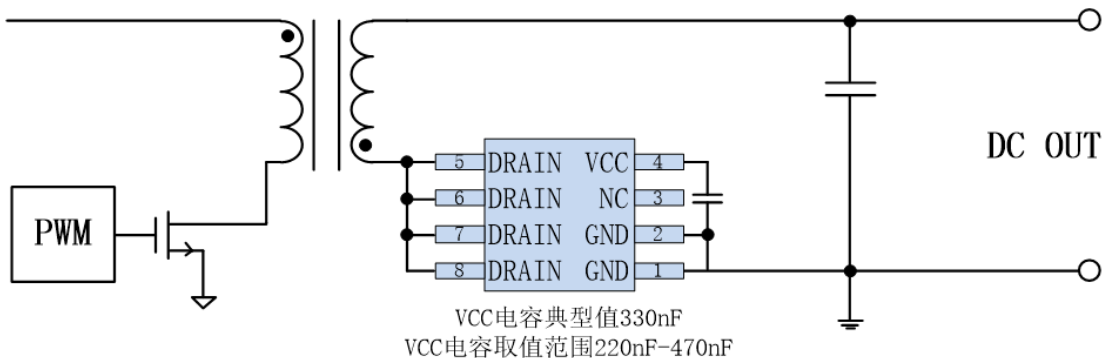 5 DRAIN VCC 4
DC OUT
6 DRAIN NC 3
PWM
7 DRAIN GND 2
8 DRAIN GND 1
VCC电容典型值330nF
VCC电容取值范围220nF-470nF